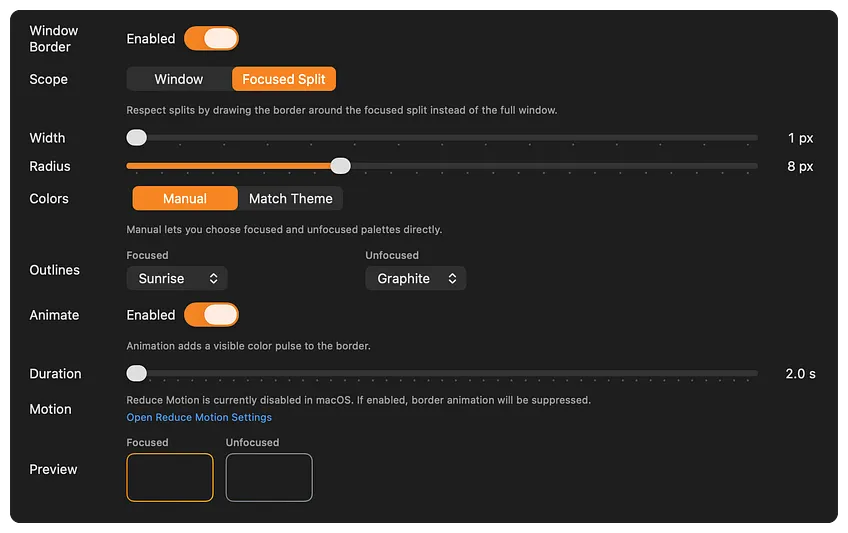 Window
Border
Enabled
Scope
Window
Focused Split
Respect splits by drawing the border around the focused split instead of the full window.
Width
1 px
Radius
8 px
Colors
Manual
Match Theme
Manual lets you choose focused and unfocused palettes directly.
Outlines
Focused
Unfocused
Sunrise
Graphite
Animate
Enabled
Animation adds a visible color pulse to the border.
Duration
2.0 s
Motion
Reduce Motion is currently disabled in macOS. If enabled, border animation will be suppressed.
Open Reduce Motion Settings
Preview
Focused
Unfocused